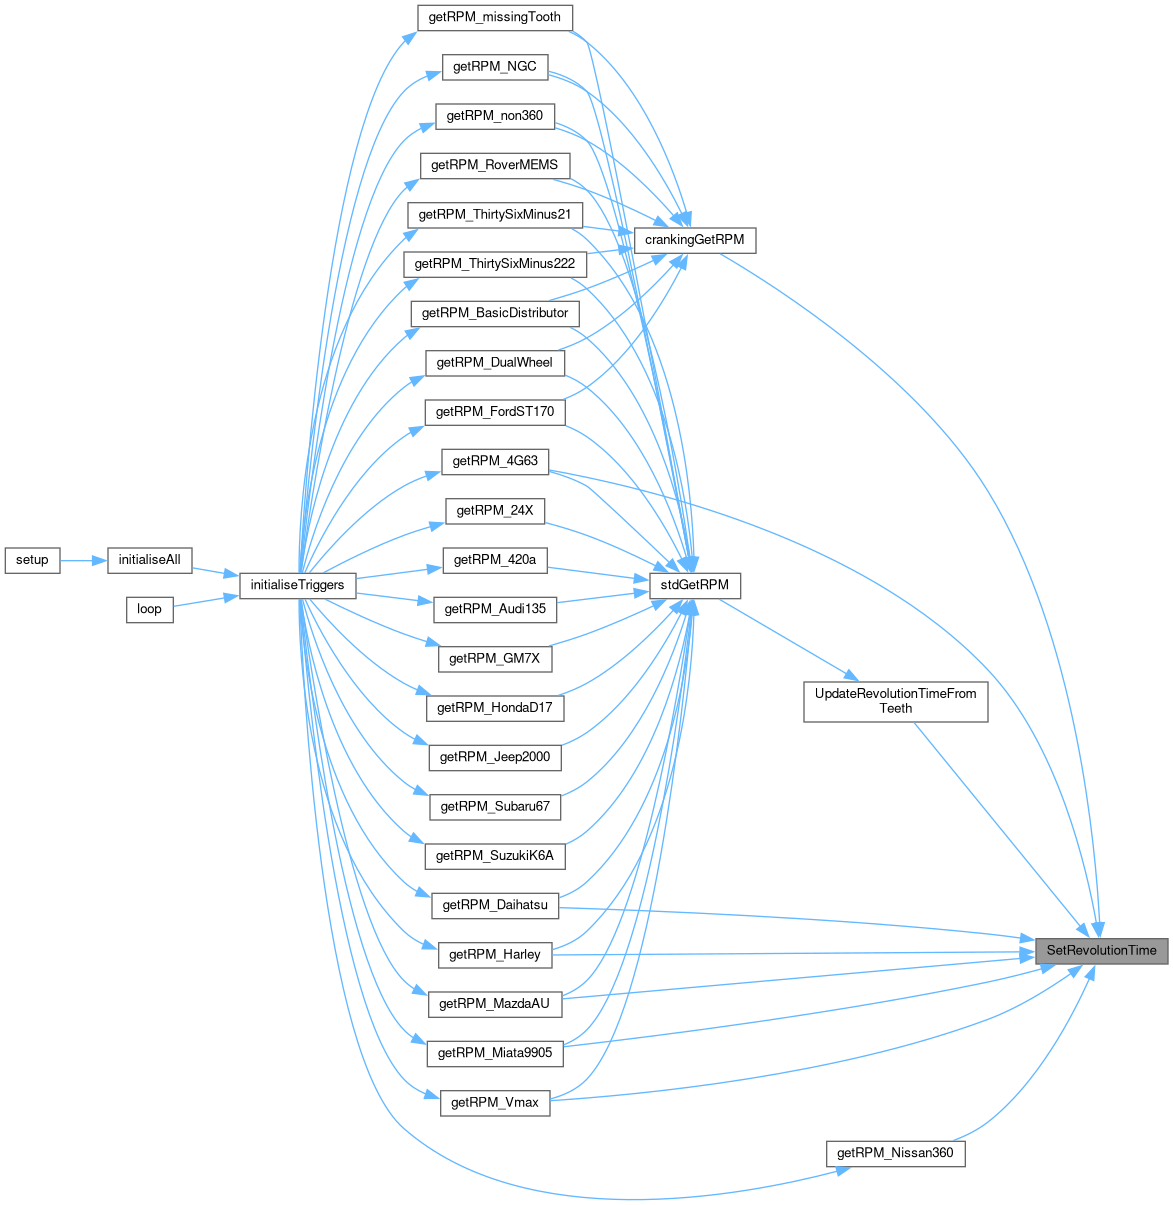 getRPM_missingTooth
getRPM_NGC
getRPM_non360
getRPM_RoverMEMS
getRPM_ThirtySixMinus21
crankingGetRPM
getRPM_ThirtySixMinus222
getRPM_BasicDistributor
getRPM_DualWheel
getRPM_FordST170
getRPM_4G63
getRPM_24X
setup
initialiseAll
getRPM_420a
initialiseTriggers
stdGetRPM
loop
getRPM_Audi135
getRPM_GM7X
UpdateRevolutionTimeFrom
Teeth
getRPM_HondaD17
getRPM_Jeep2000
getRPM_Subaru67
getRPM_SuzukiK6A
getRPM_Daihatsu
getRPM_Harley
SetRevolutionTime
getRPM_MazdaAU
getRPM_Miata9905
getRPM_Vmax
getRPM_Nissan360